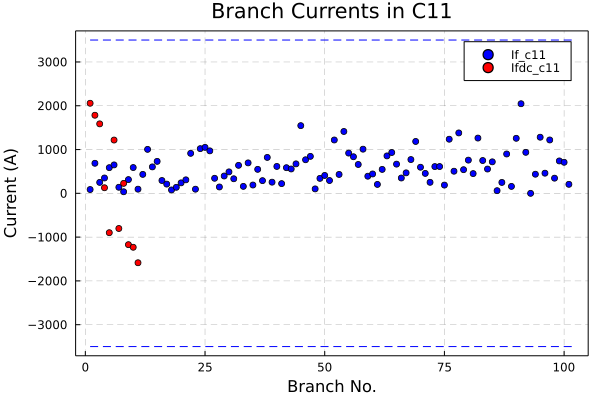 Branch Currents in C11
If_c11
Ifdc_c11
Current (A)
3000
2000
1000
0
−1000
−2000
−3000
0 25 50 75 100
Branch No.